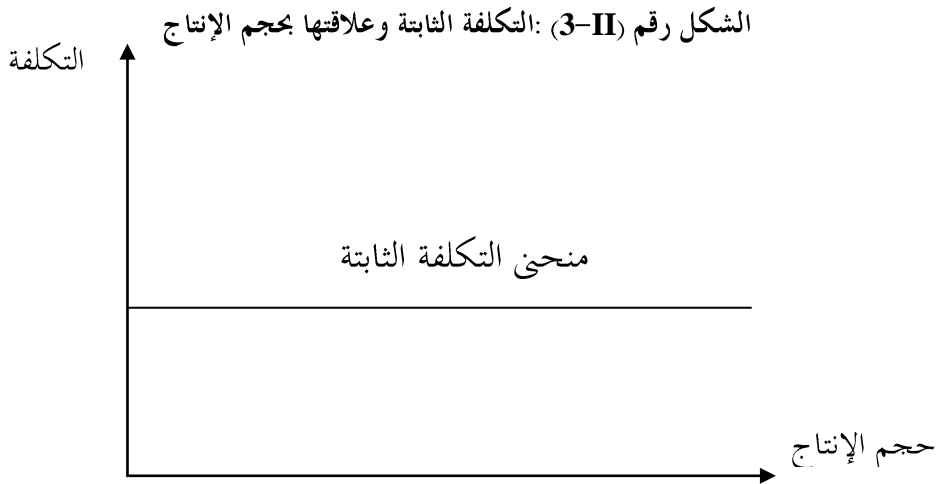 الشكل رقم (II-3) :التكلفة الثابتة وعلاقتها بحجم الإنتاج
التكلفة
منحنى التكلفة الثابتة
حجم الإنتاج